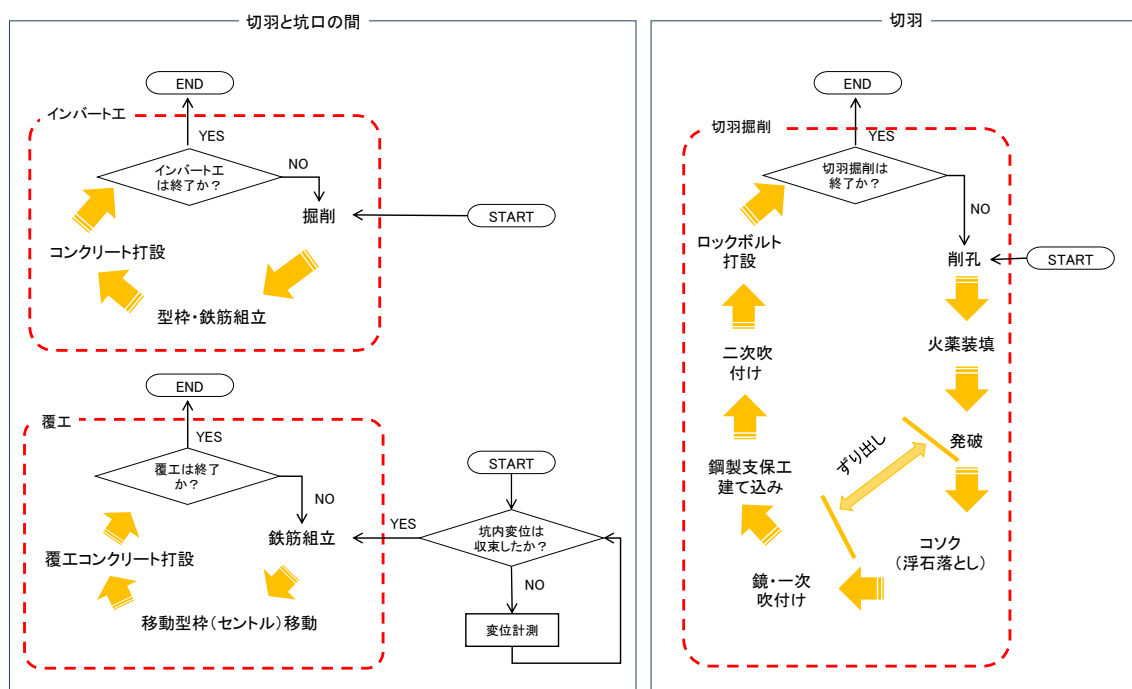 切羽と坑口の間
END
インバート工
YES
インバート工
は終了か？
NO
掘削
START
コンクリート打設
型枠・鉄筋組立
END
覆工
YES
覆工は終了
か？
NO
START
鉄筋組立
YES
坑内変位は
収束したか？
覆工コンクリート打設
NO
移動型枠（セントル）移動
変位計測
切羽
END
切羽掘削
YES
切羽掘削は
終了か？
NO
ロックボルト
打設
削孔
START
火薬装填
二次吹
付け
発破
ずり出し
鋼製支保工
建て込み
コソク
（浮石落とし）
鏡・一次
吹付け